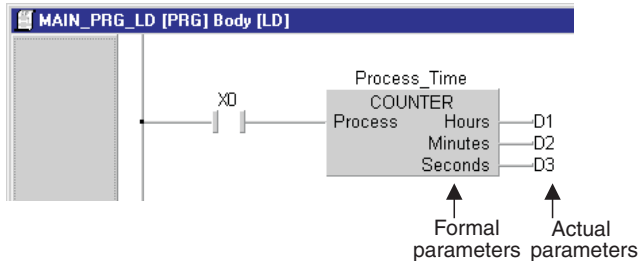 MAIN_PRG_LD [PRG] Body [LD]
Process_Time
X0
COUNTER
Process Hours D1
Minutes D2
Seconds D3
Formal parameters
Actual parameters